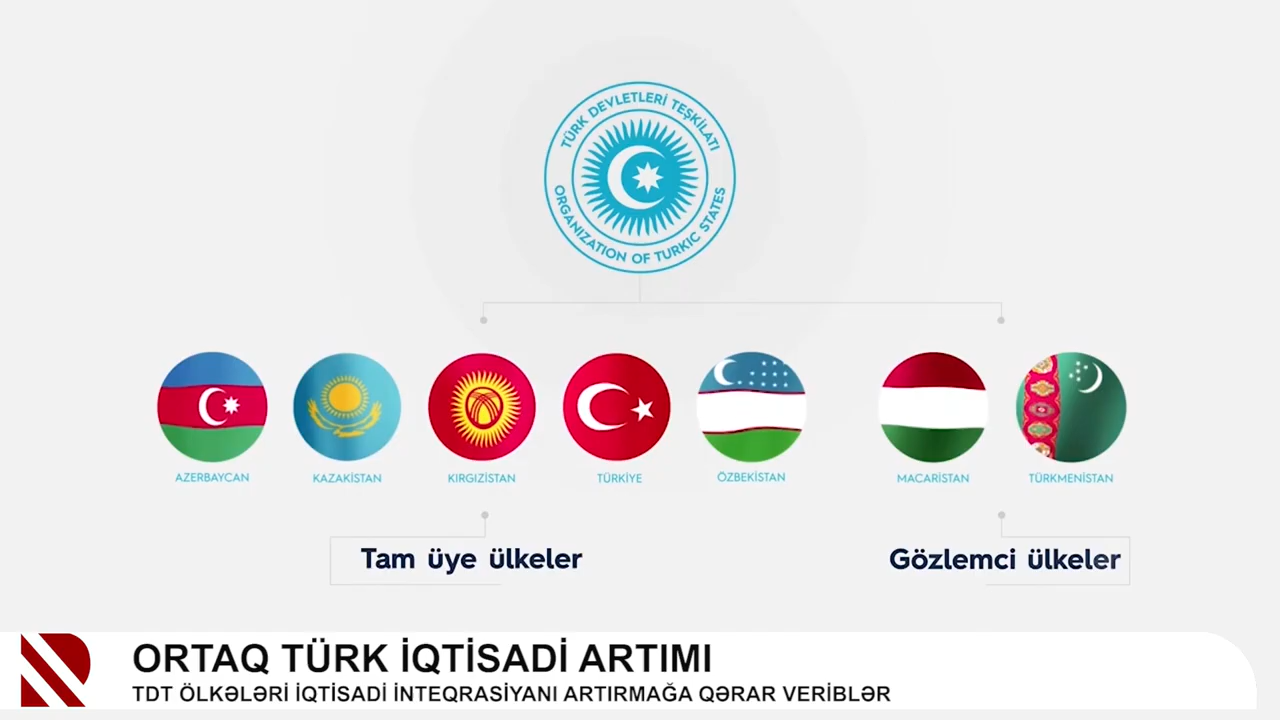 TÜRK DEVLETLERİ TEŞKİLATI
ORGANIZATION OF TURKIC STATES
AZERBAYCAN KAZAKİSTAN KIRGIZİSTAN TÜRKİYE ÖZBEKİSTAN MACARİSTAN TÜRKMENİSTAN
Tam üye ülkeler Gözlemci ülkeler
ORTAQ TÜRK İQTİSADİ ARTIMI
TDT ÖLKƏLƏRİ İQTİSADİ İNTEQRASİYANI ARTIRMAĞA QƏRAR VERİBLƏR